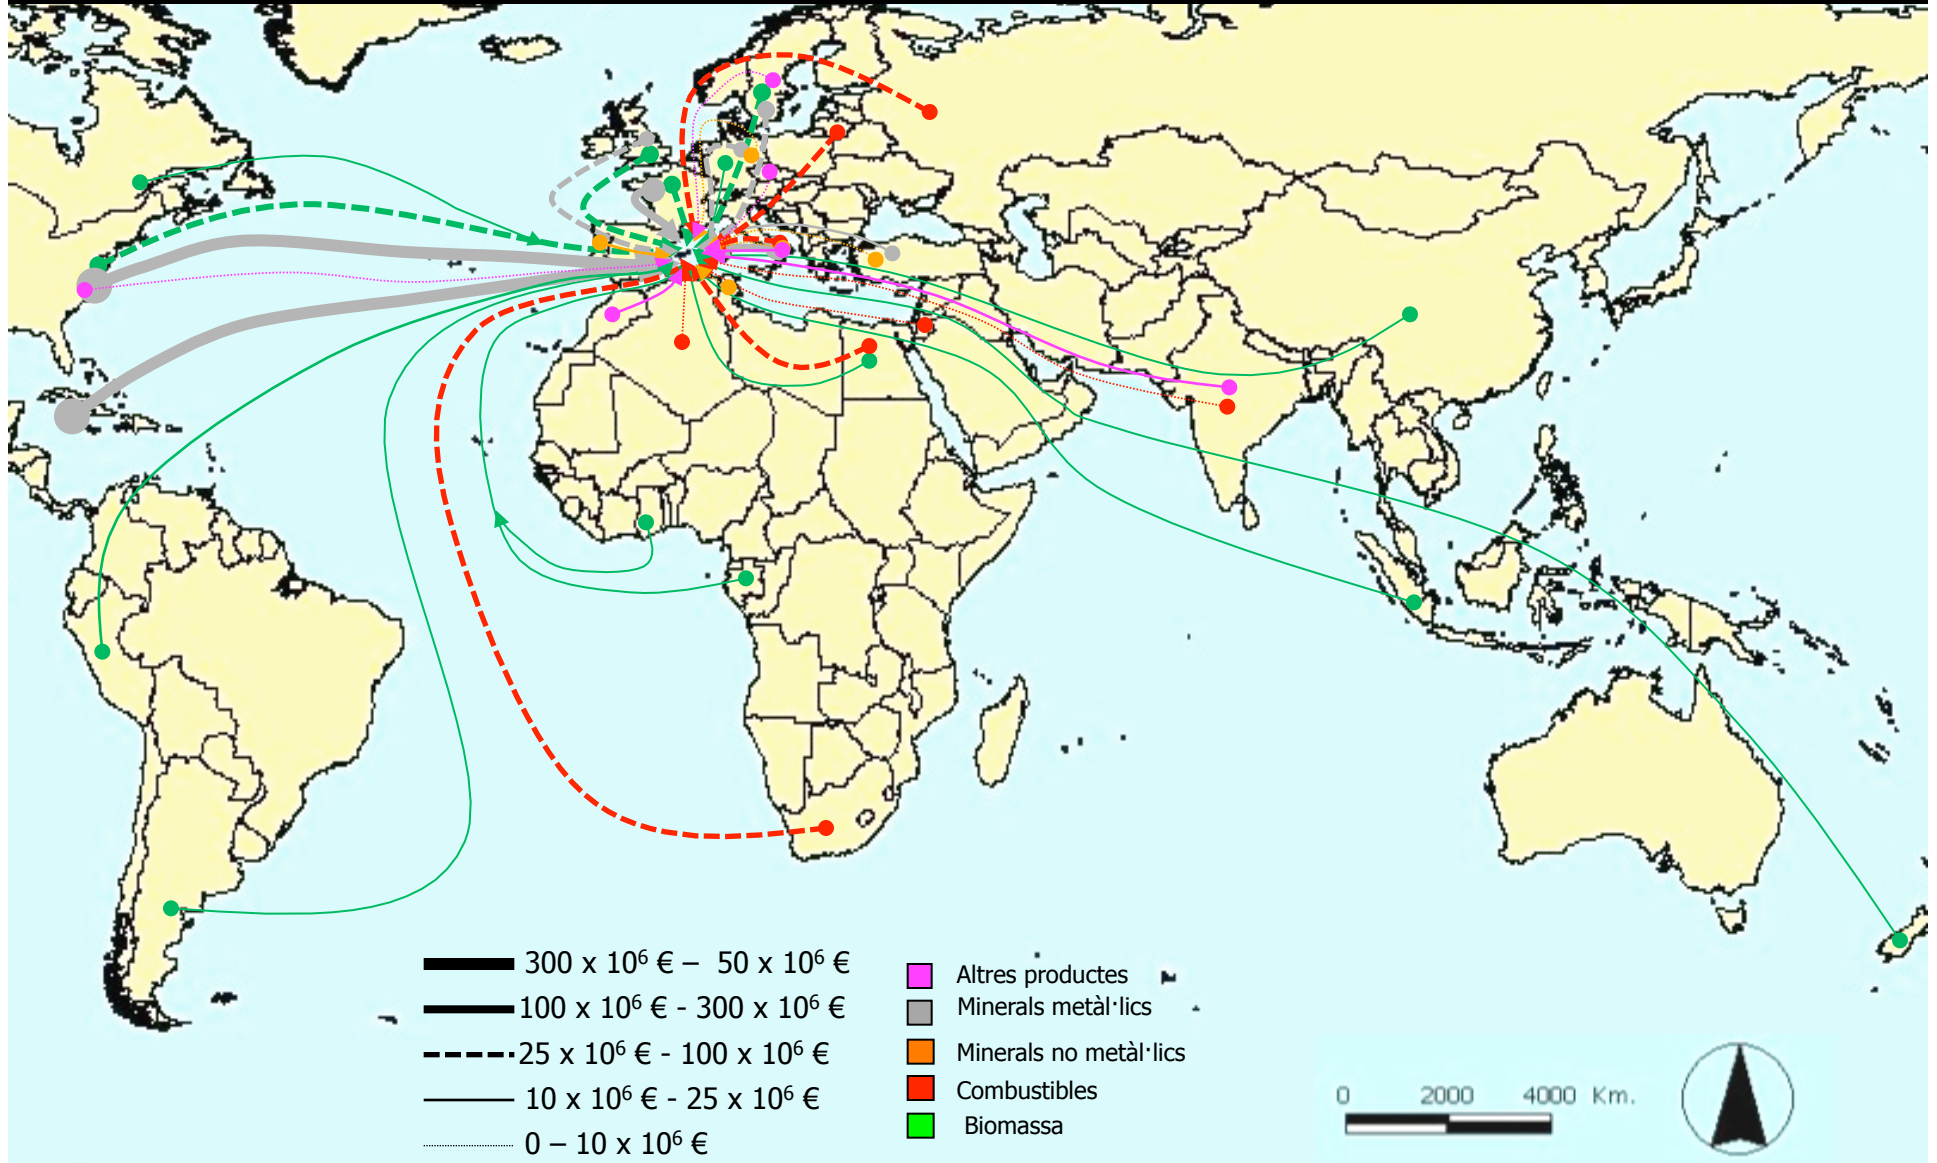 300 x 10⁶ € – 50 x 10⁶ €
100 x 10⁶ € - 300 x 10⁶ €
25 x 10⁶ € - 100 x 10⁶ €
10 x 10⁶ € - 25 x 10⁶ €
0 – 10 x 10⁶ €
Altres productes
Minerals metàl·lics
Minerals no metàl·lics
Combustibles
Biomassa
0 2000 4000 Km.